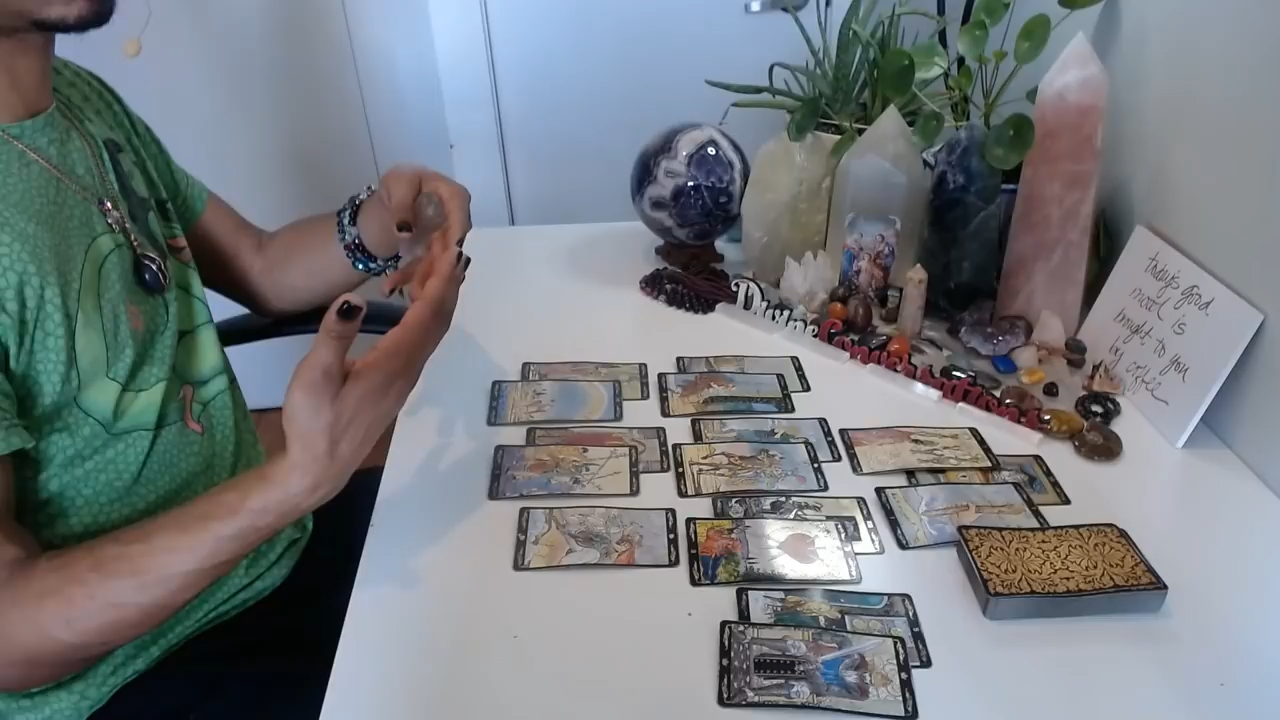 Divine Conversations
today's good
mood is
brought to you
by coffee